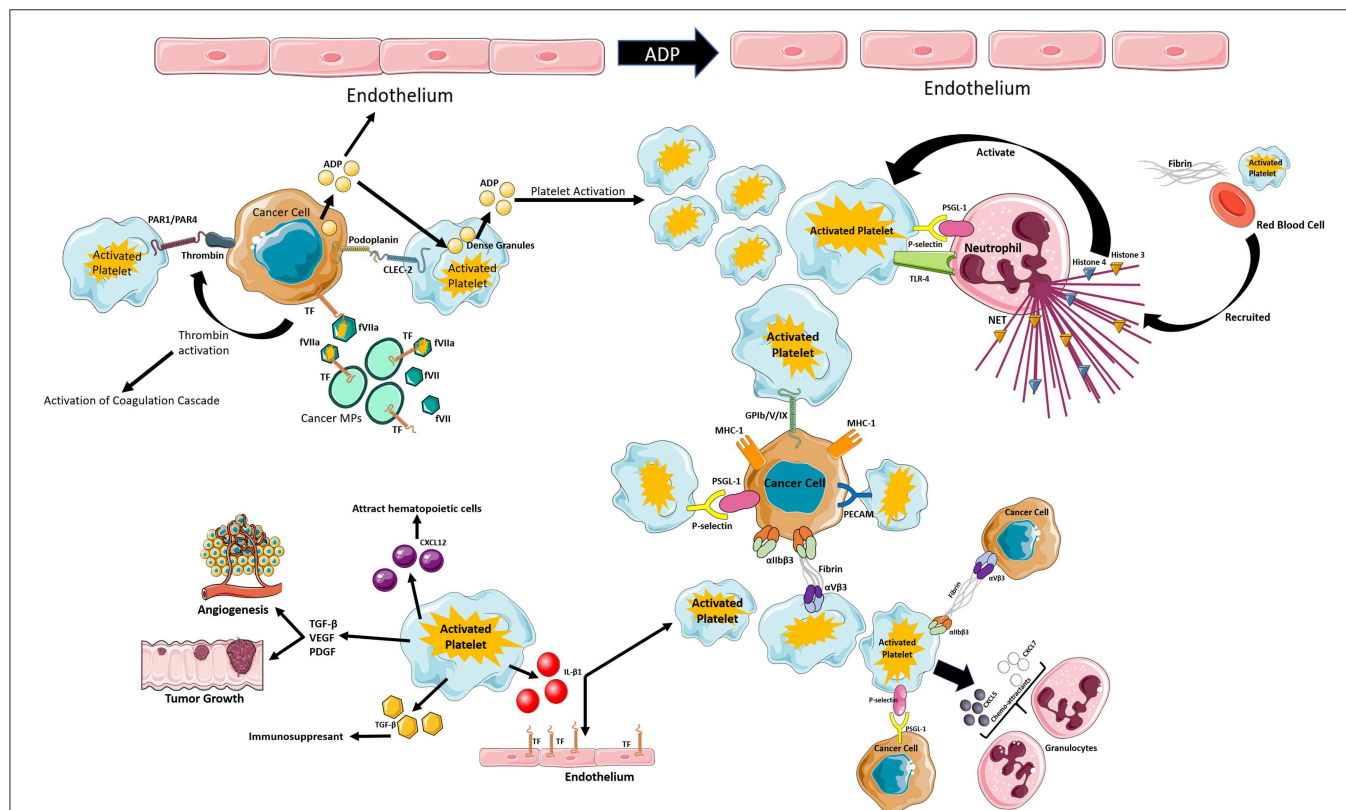 ADP
Endothelium
Endothelium
ADP
ADP
Platelet Activation
Activate
Fibrin
Activated
Platelet
Red Blood Cell
PAR1/PAR4
Cancer Cell
Podoplanin
Dense Granules
Activated
Platelet
Thrombin
CLEC-2
Activated
Platelet
Activated Platelet
PSGL-1
P-selectin
Neutrophil
TLR-4
Histone 4
Histone 3
NET
Recruited
TF
fVIIa
Thrombin
activation
fVIIa
TF
fVIIa
TF
fVII
fVII
Activation of Coagulation Cascade
Cancer MPs
TF
Activated
Platelet
GPIb/V/IX
MHC-1
MHC-1
PSGL-1
Cancer Cell
P-selectin
PECAM
αIIbβ3
Fibrin
αVβ3
Cancer Cell
αVβ3
Fibrin
αIIbβ3
Attract hematopoietic cells
CXCL12
Angiogenesis
TGF-β
VEGF
PDGF
Activated
Platelet
Activated
Platelet
Activated
Platelet
Tumor Growth
IL-β1
TGF-β
Immunosuppresant
TF
TF
TF
TF
Endothelium
P-selectin
PSGL-1
Cancer Cell
CXCL7
CXCL5
Chemo-attractants
Granulocytes